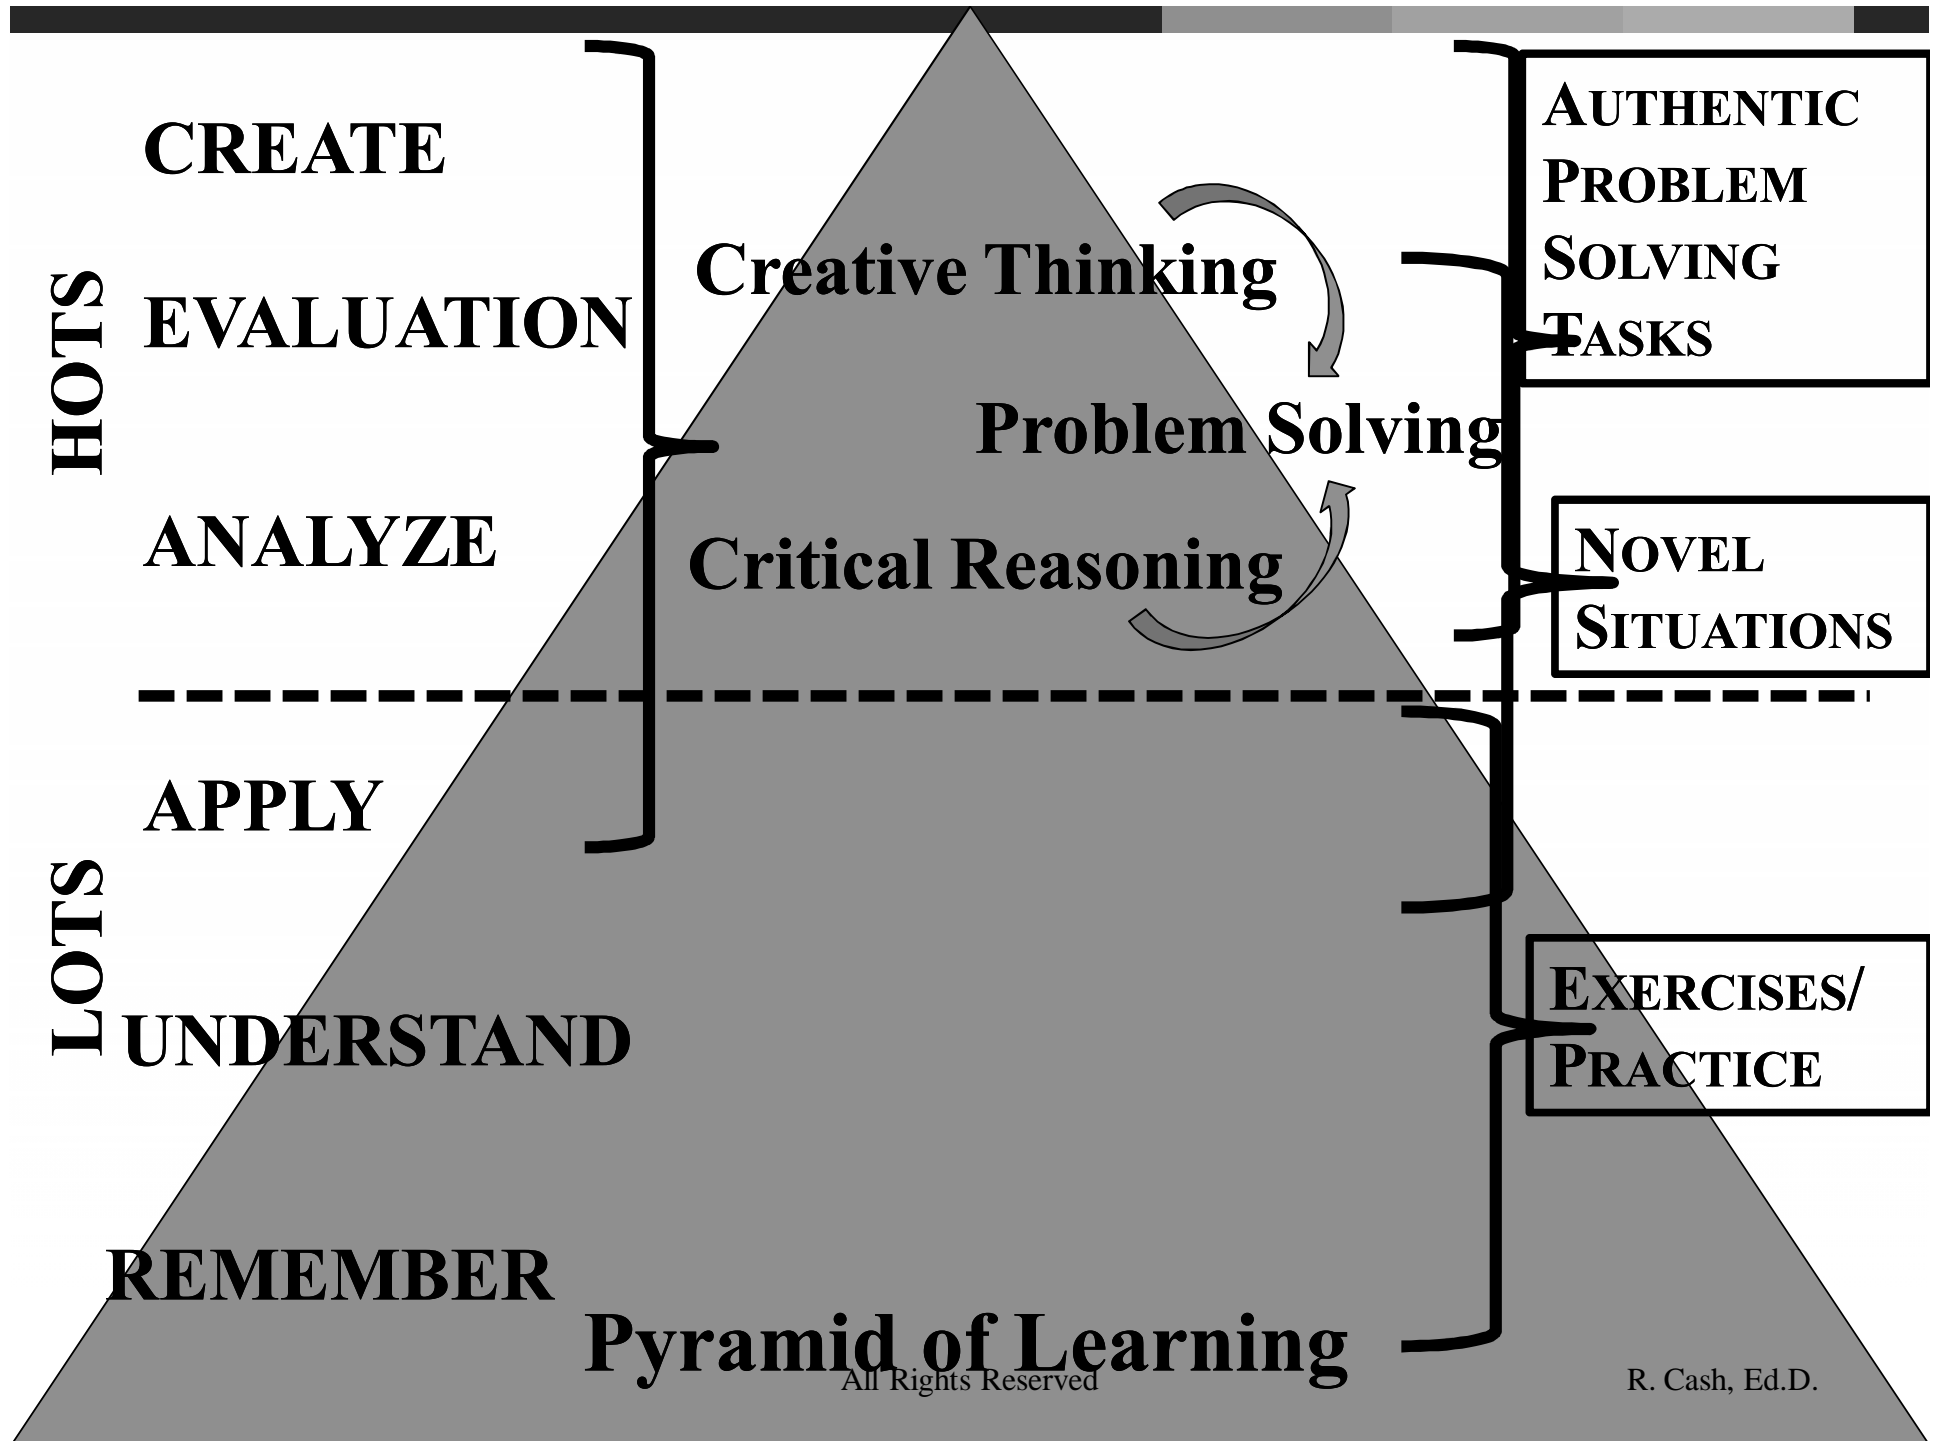 CREATE
EVALUATION
ANALYZE
APPLY
UNDERSTAND
REMEMBER
HOTS
LOTS
Creative Thinking
Problem Solving
Critical Reasoning
AUTHENTIC
PROBLEM
SOLVING
TASKS
NOVEL
SITUATIONS
EXERCISES/
PRACTICE
Pyramid of Learning
All Rights Reserved
R. Cash, Ed.D.